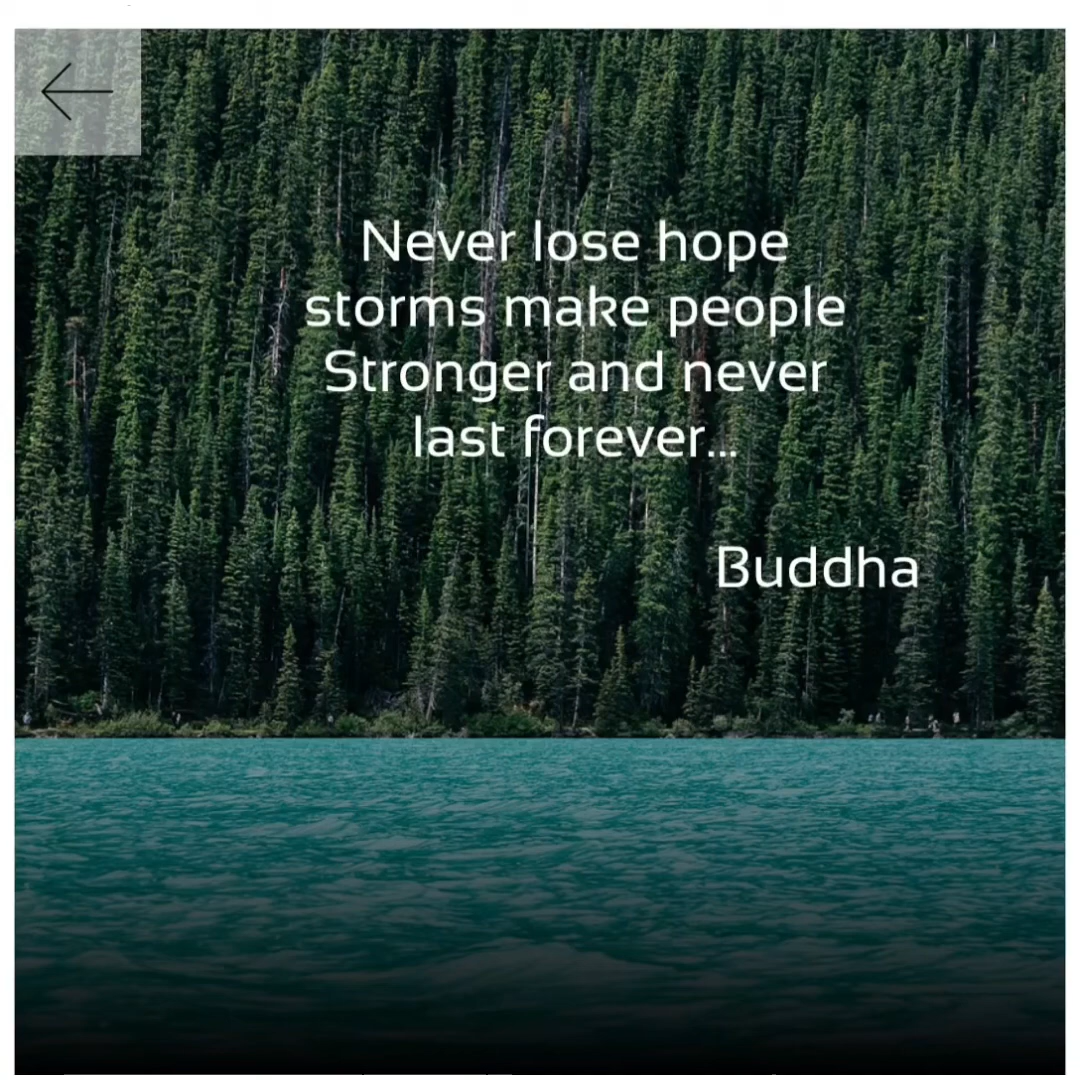 Never lose hope
storms make people
Stronger and never
last forever...
Buddha